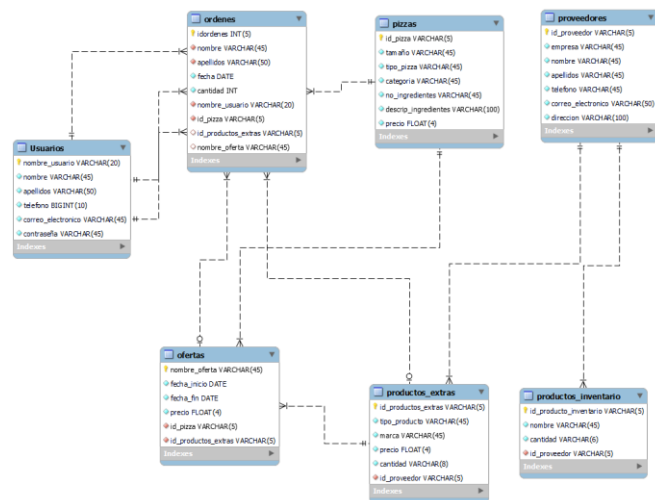 ordenes
idordenes INT(5)
nombre VARCHAR(45)
apellidos VARCHAR(50)
fecha DATE
cantidad INT
nombre_usuario VARCHAR(20)
id_pizza VARCHAR(5)
id_productos_extras VARCHAR(5)
nombre_oferta VARCHAR(45)
Indexes
pizzas
id_pizza VARCHAR(5)
tamaño VARCHAR(45)
tipo_pizza VARCHAR(45)
categoria VARCHAR(45)
no_ingredientes VARCHAR(45)
descrip_ingredientes VARCHAR(100)
precio FLOAT(4)
Indexes
proveedores
id_proveedor VARCHAR(5)
empresa VARCHAR(45)
nombre VARCHAR(45)
apellidos VARCHAR(45)
telefono VARCHAR(45)
correo_electronico VARCHAR(50)
direccion VARCHAR(100)
Indexes
Usuarios
nombre_usuario VARCHAR(20)
nombre VARCHAR(45)
apellidos VARCHAR(50)
telefono BIGINT(10)
correo_electronico VARCHAR(45)
contraseña VARCHAR(45)
Indexes
ofertas
nombre_oferta VARCHAR(45)
fecha_inicio DATE
fecha_fin DATE
precio FLOAT(4)
id_pizza VARCHAR(5)
id_productos_extras VARCHAR(5)
Indexes
productos_extras
id_productos_extras VARCHAR(5)
tipo_producto VARCHAR(45)
marca VARCHAR(45)
precio FLOAT(4)
cantidad VARCHAR(8)
id_proveedor VARCHAR(5)
Indexes
productos_inventario
id_producto_inventario VARCHAR(5)
nombre VARCHAR(45)
cantidad VARCHAR(6)
id_proveedor VARCHAR(5)
Indexes